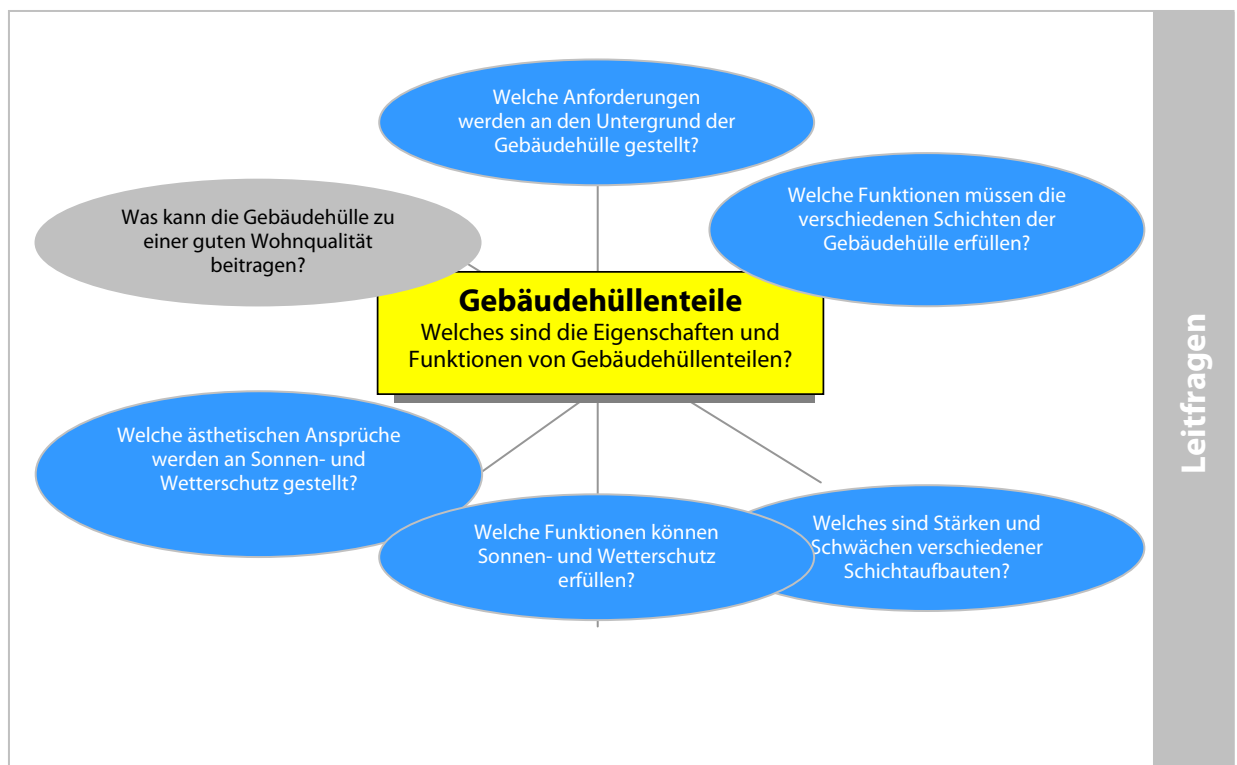 Welche Anforderungen
werden an den Untergrund der
Gebäudehülle gestellt?
Welche Funktionen müssen die
verschiedenen Schichten der
Gebäudehülle erfüllen?
Was kann die Gebäudehülle zu
einer guten Wohnqualität
beitragen?
Gebäudehüllenteile
Welches sind die Eigenschaften und
Funktionen von Gebäudehüllenteilen?
Welche ästhetischen Ansprüche
werden an Sonnen- und
Wetterschutz gestellt?
Welche Funktionen können
Sonnen- und Wetterschutz
erfüllen?
Welches sind Stärken und
Schwächen verschiedener
Schichtaufbauten?
Leitfragen